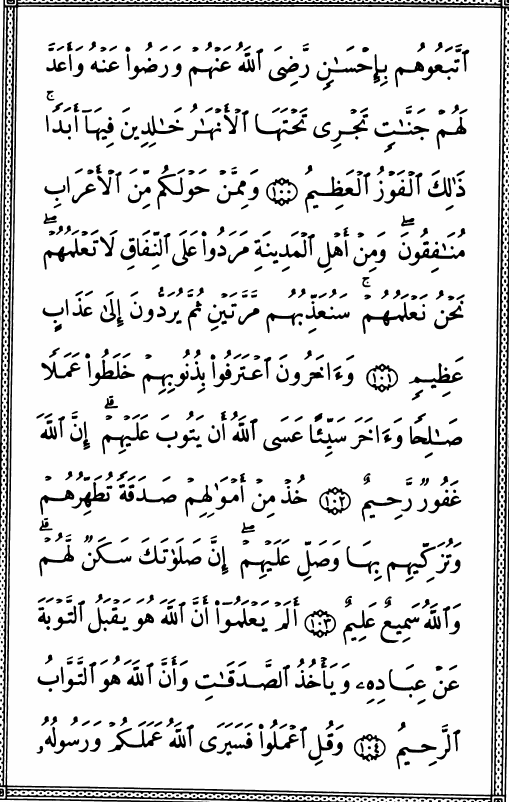 ٱتَّبَعُوهُم بِإِحۡسَٰنٖ رَّضِيَ ٱللَّهُ عَنۡهُمۡ وَرَضُواْ عَنۡهُ وَأَعَدَّ
لَهُمۡ جَنَّٰتٖ تَجۡرِي تَحۡتَهَا ٱلۡأَنۡهَٰرُ خَٰلِدِينَ فِيهَآ أَبَدٗاۚ
ذَٰلِكَ ٱلۡفَوۡزُ ٱلۡعَظِيمُ ١٠٠ وَمِمَّنۡ حَوۡلَكُم مِّنَ ٱلۡأَعۡرَابِ
مُنَٰفِقُونَۖ وَمِنۡ أَهۡلِ ٱلۡمَدِينَةِ مَرَدُواْ عَلَى ٱلنِّفَاقِ لَا تَعۡلَمُهُمۡۖ
نَحۡنُ نَعۡلَمُهُمۡۚ سَنُعَذِّبُهُم مَّرَّتَيۡنِ ثُمَّ يُرَدُّونَ إِلَىٰ عَذَابٍ
عَظِيمٖ ١٠١ وَءَاخَرُونَ ٱعۡتَرَفُواْ بِذُنُوبِهِمۡ خَلَطُواْ عَمَلٗا
صَٰلِحٗا وَءَاخَرَ سَيِّئًا عَسَى ٱللَّهُ أَن يَتُوبَ عَلَيۡهِمۡۚ إِنَّ ٱللَّهَ
غَفُورٞ رَّحِيمٌ ١٠٢ خُذۡ مِنۡ أَمۡوَٰلِهِمۡ صَدَقَةٗ تُطَهِّرُهُمۡ
وَتُزَكِّيهِم بِهَا وَصَلِّ عَلَيۡهِمۡۖ إِنَّ صَلَوٰتَكَ سَكَنٞ لَّهُمۡۗ
وَٱللَّهُ سَمِيعٌ عَلِيمٌ ١٠٣ أَلَمۡ يَعۡلَمُوٓاْ أَنَّ ٱللَّهَ هُوَ يَقۡبَلُ ٱلتَّوۡبَةَ
عَنۡ عِبَادِهِۦ وَيَأۡخُذُ ٱلصَّدَقَٰتِ وَأَنَّ ٱللَّهَ هُوَ ٱلتَّوَّابُ
ٱلرَّحِيمُ ١٠٤ وَقُلِ ٱعۡمَلُواْ فَسَيَرَى ٱللَّهُ عَمَلَكُمۡ وَرَسُولُهُۥ